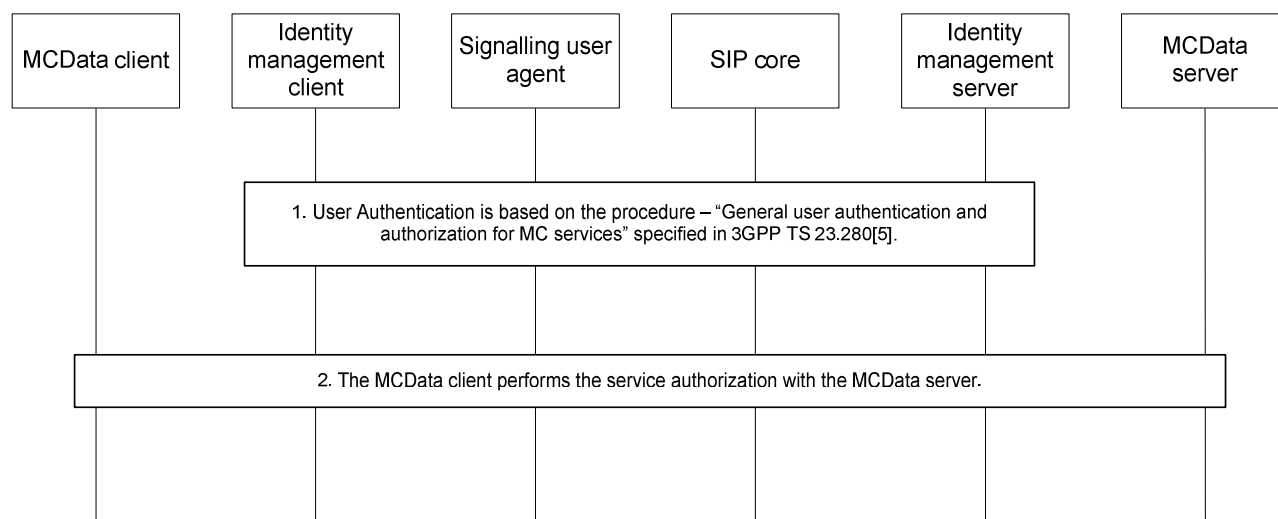 MCData client
Identity
management
client
Signalling user
agent
SIP core
Identity
management
server
MCData
server
1. User Authentication is based on the procedure – “General user authentication and
authorization for MC services” specified in 3GPP TS 23.280[5].
2. The MCData client performs the service authorization with the MCData server.